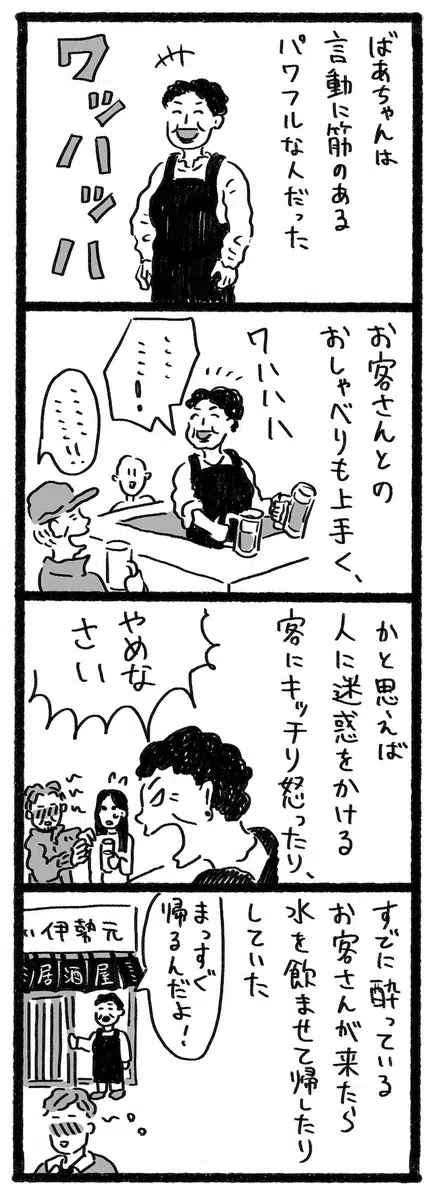 ばあちゃんは
言動に筋のある
パワフルな人だった
ワッハッハ
お客さんとの
おしゃべりも上手く、
ワハハハ
かと思えば
人に迷惑をかける
客にキッチリ怒ったり、
やめな
さい
すでに酔っている
お客さんが来たら
水を飲ませて帰したり
していた
まっすぐ
帰るんだよ！
伊勢元
居酒屋